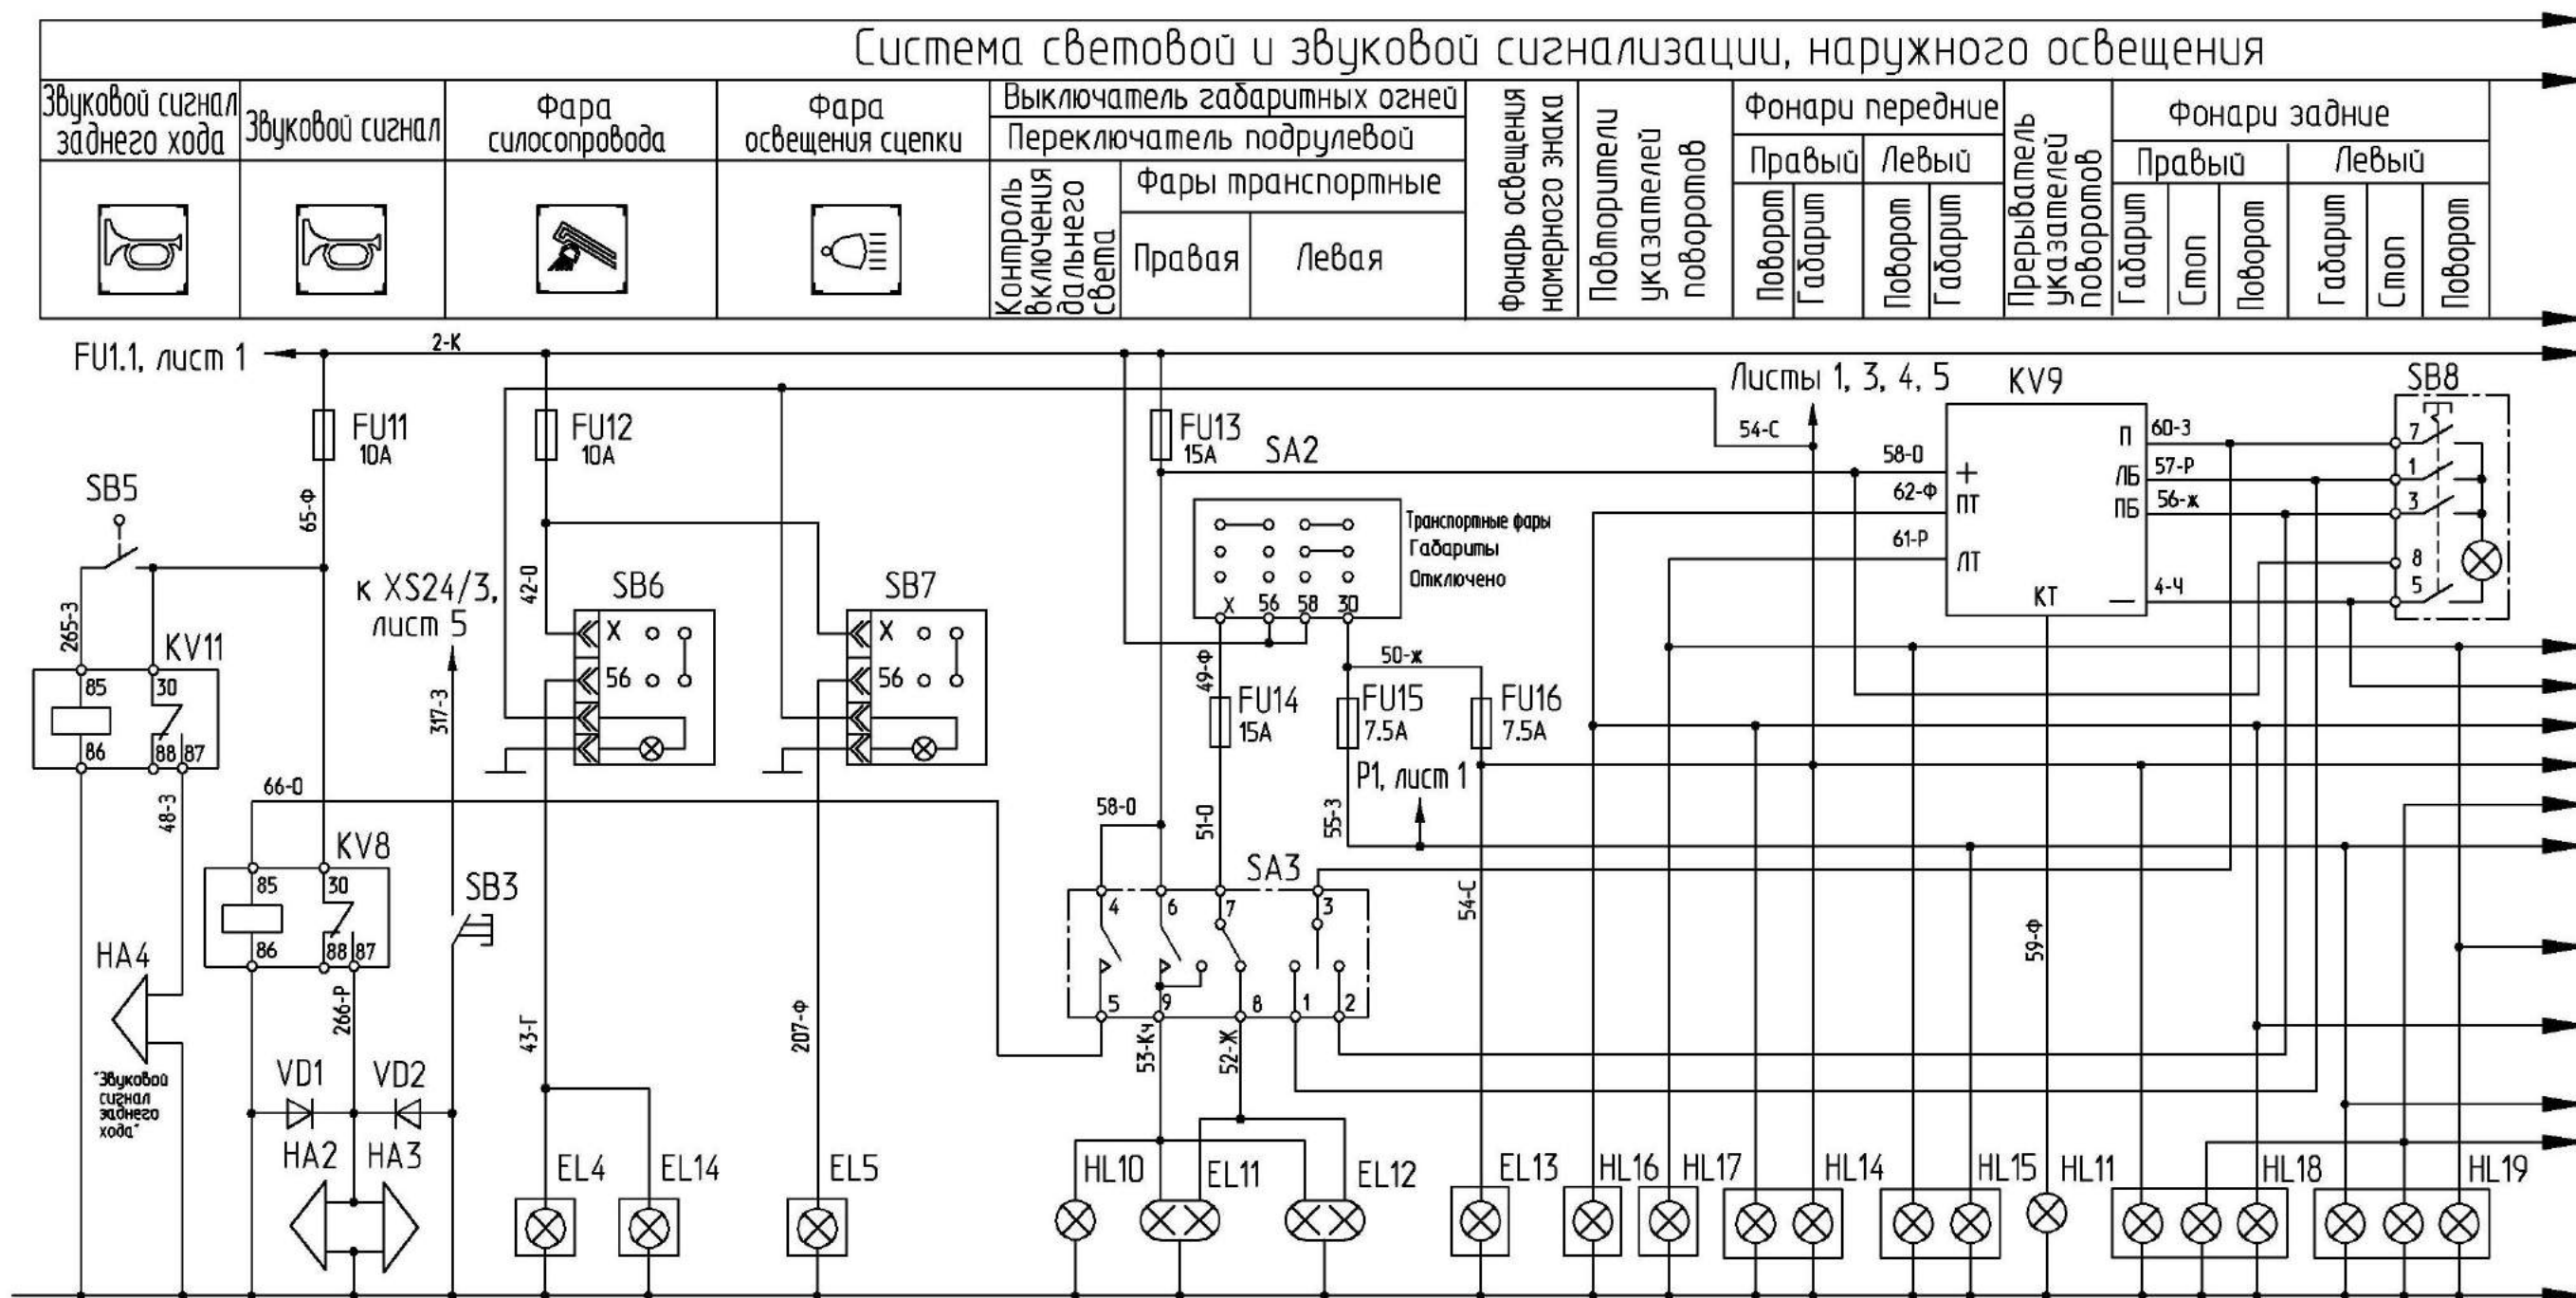 Система световой и звуковой сигнализации, наружного освещения
Звуковой сигнал
заднего хода
Звуковой сигнал
Фара
силосопровода
Фара
освещения сцепки
Выключатель габаритных огней
Переключатель подрулевой
Контроль
включения
дальнего
света
Фары транспортные
Правая
Левая
Фонарь освещения
номерного знака
Повторители
указателей
поворотов
Фонари передние
Правый
Левый
Поворот
Габарит
Поворот
Габарит
Прерыватель
указателей
поворотов
Фонари задние
Правый
Левый
Габарит
Стоп
Поворот
Габарит
Стоп
Поворот
FU1.1, лист 1
2-К
FU11
10А
FU12
10А
FU13
15А
SA2
54-С
Листы 1, 3, 4, 5
KV9
SB8
58-О
62-Ф
61-Р
+
ПТ
ЛТ
КТ
П
ЛБ
ПБ
—
60-З
57-Р
56-ж
4-Ч
7
1
3
8
5
SB5
65-Ф
265-З
KV11
85
30
86
88
87
48-З
к XS24/3,
лист 5
317-З
42-О
SB6
X
56
SB7
X
56
Транспортные фары
Габариты
Отключено
X
56
58
30
49-Ф
50-ж
FU14
15А
FU15
7.5А
FU16
7.5А
P1, лист 1
66-О
58-О
51-О
55-З
54-С
KV8
85
30
86
88
87
SB3
SA3
4
6
7
3
5
9
8
1
2
59-Ф
HA4
"Звуковой
сигнал
заднего
хода"
266-Р
VD1
VD2
HA2
HA3
43-Г
207-Ф
53-Кч
52-Ж
EL4
EL14
EL5
HL10
EL11
EL12
EL13
HL16
HL17
HL14
HL15
HL11
HL18
HL19